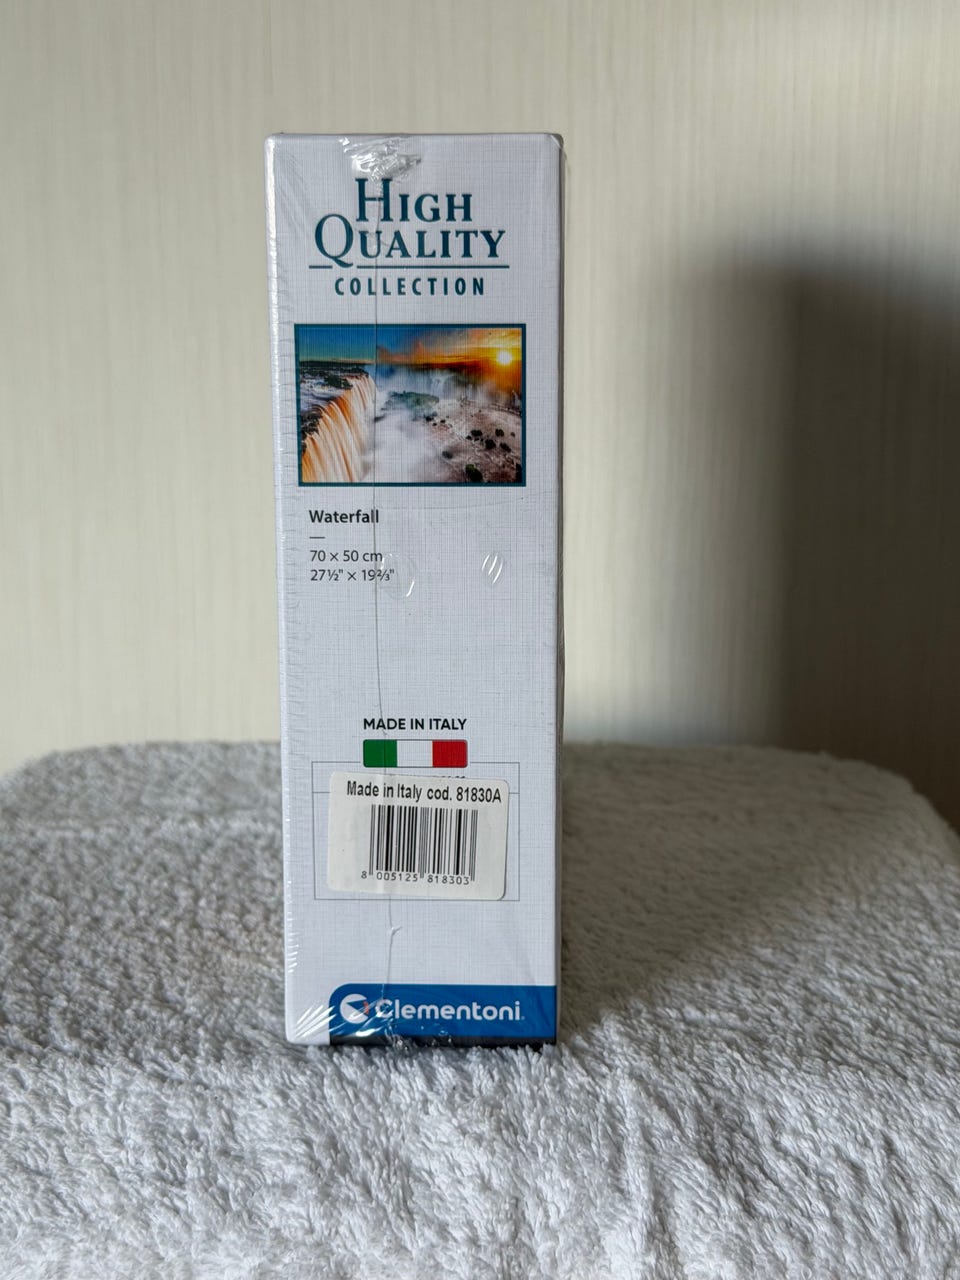 HIGH
QUALITY
COLLECTION
Waterfall
70 × 50 cm
27½" × 19⅔"
MADE IN ITALY
Made in Italy cod. 81830A
8 005125 818303
Clementoni